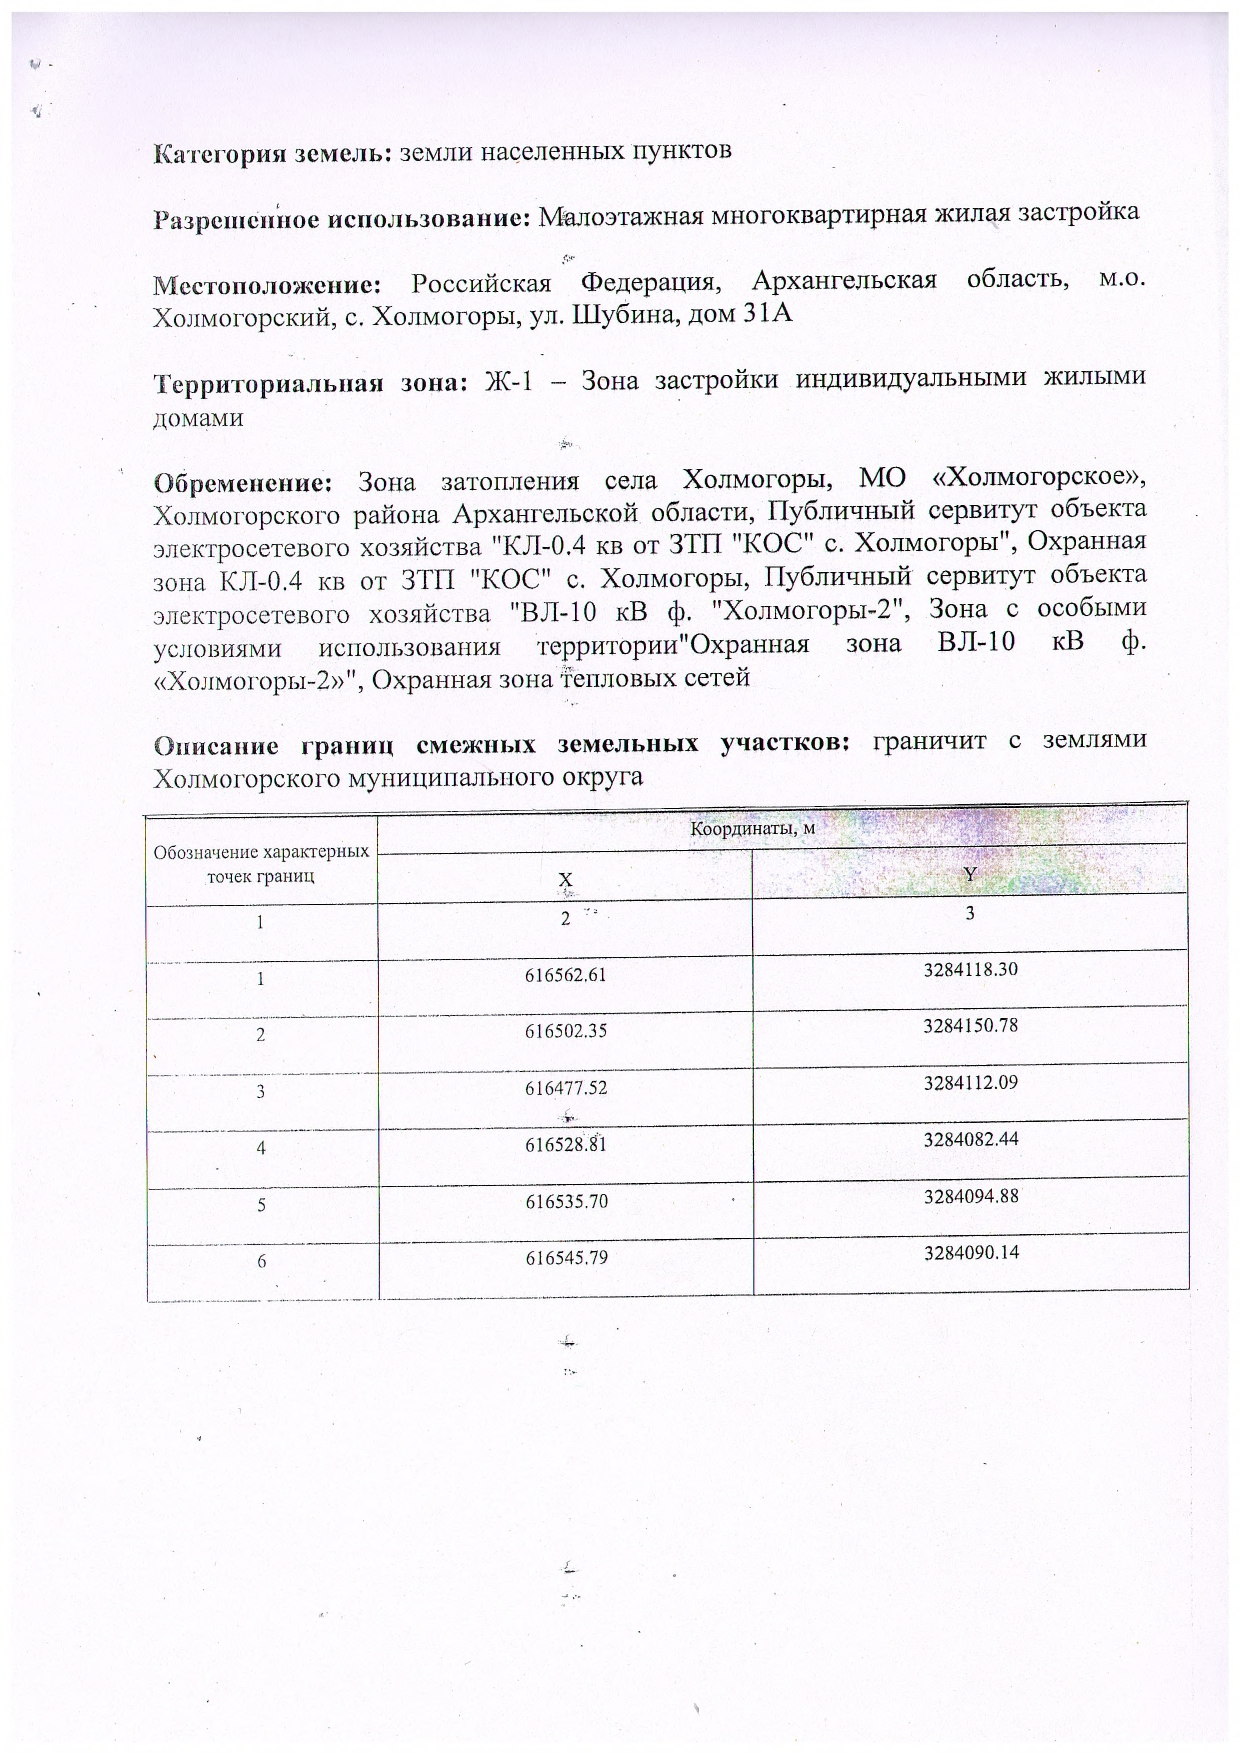 Категория земель: земли населенных пунктов
Разрешенное использование: Малоэтажная многоквартирная жилая застройка
Местоположение: Российская Федерация, Архангельская область, м.о.
Холмогорский, с. Холмогоры, ул. Шубина, дом 31А
Территориальная зона: Ж-1 – Зона застройки индивидуальными жилыми
домами
Обременение: Зона затопления села Холмогоры, МО «Холмогорское»,
Холмогорского района Архангельской области, Публичный сервитут объекта
электросетевого хозяйства "КЛ-0.4 кв от ЗТП "КОС" с. Холмогоры", Охранная
зона КЛ-0.4 кв от ЗТП "КОС" с. Холмогоры, Публичный сервитут объекта
электросетевого хозяйства "ВЛ-10 кВ ф. "Холмогоры-2", Зона с особыми
условиями использования территории"Охранная зона ВЛ-10 кВ ф.
«Холмогоры-2»", Охранная зона тепловых сетей
Описание границ смежных земельных участков: граничит с землями
Холмогорского муниципального округа
Обозначение характерных
точек границ
Координаты, м
X Y
1 2 3
1 616562.61 3284118.30
2 616502.35 3284150.78
3 616477.52 3284112.09
4 616528.81 3284082.44
5 616535.70 3284094.88
6 616545.79 3284090.14